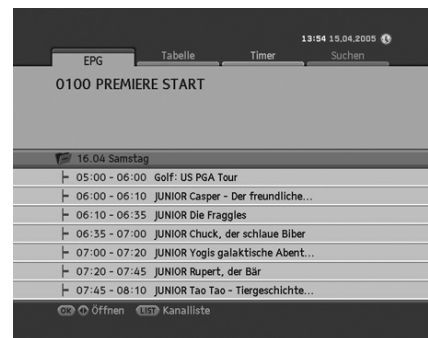 13:54 15.04.2005
EPG Tabelle Timer Suchen
0100 PREMIERE START
16.04 Samstag
05:00 - 06:00 Golf: US PGA Tour
06:00 - 06:10 JUNIOR Casper - Der freundliche...
06:10 - 06:35 JUNIOR Die Fraggles
06:35 - 07:00 JUNIOR Chuck, der schlaue Biber
07:00 - 07:20 JUNIOR Yogis galaktische Abent...
07:20 - 07:45 JUNIOR Rupert, der Bär
07:45 - 08:10 JUNIOR Tao Tao - Tiergeschichte...
OK Öffnen LIST Kanalliste